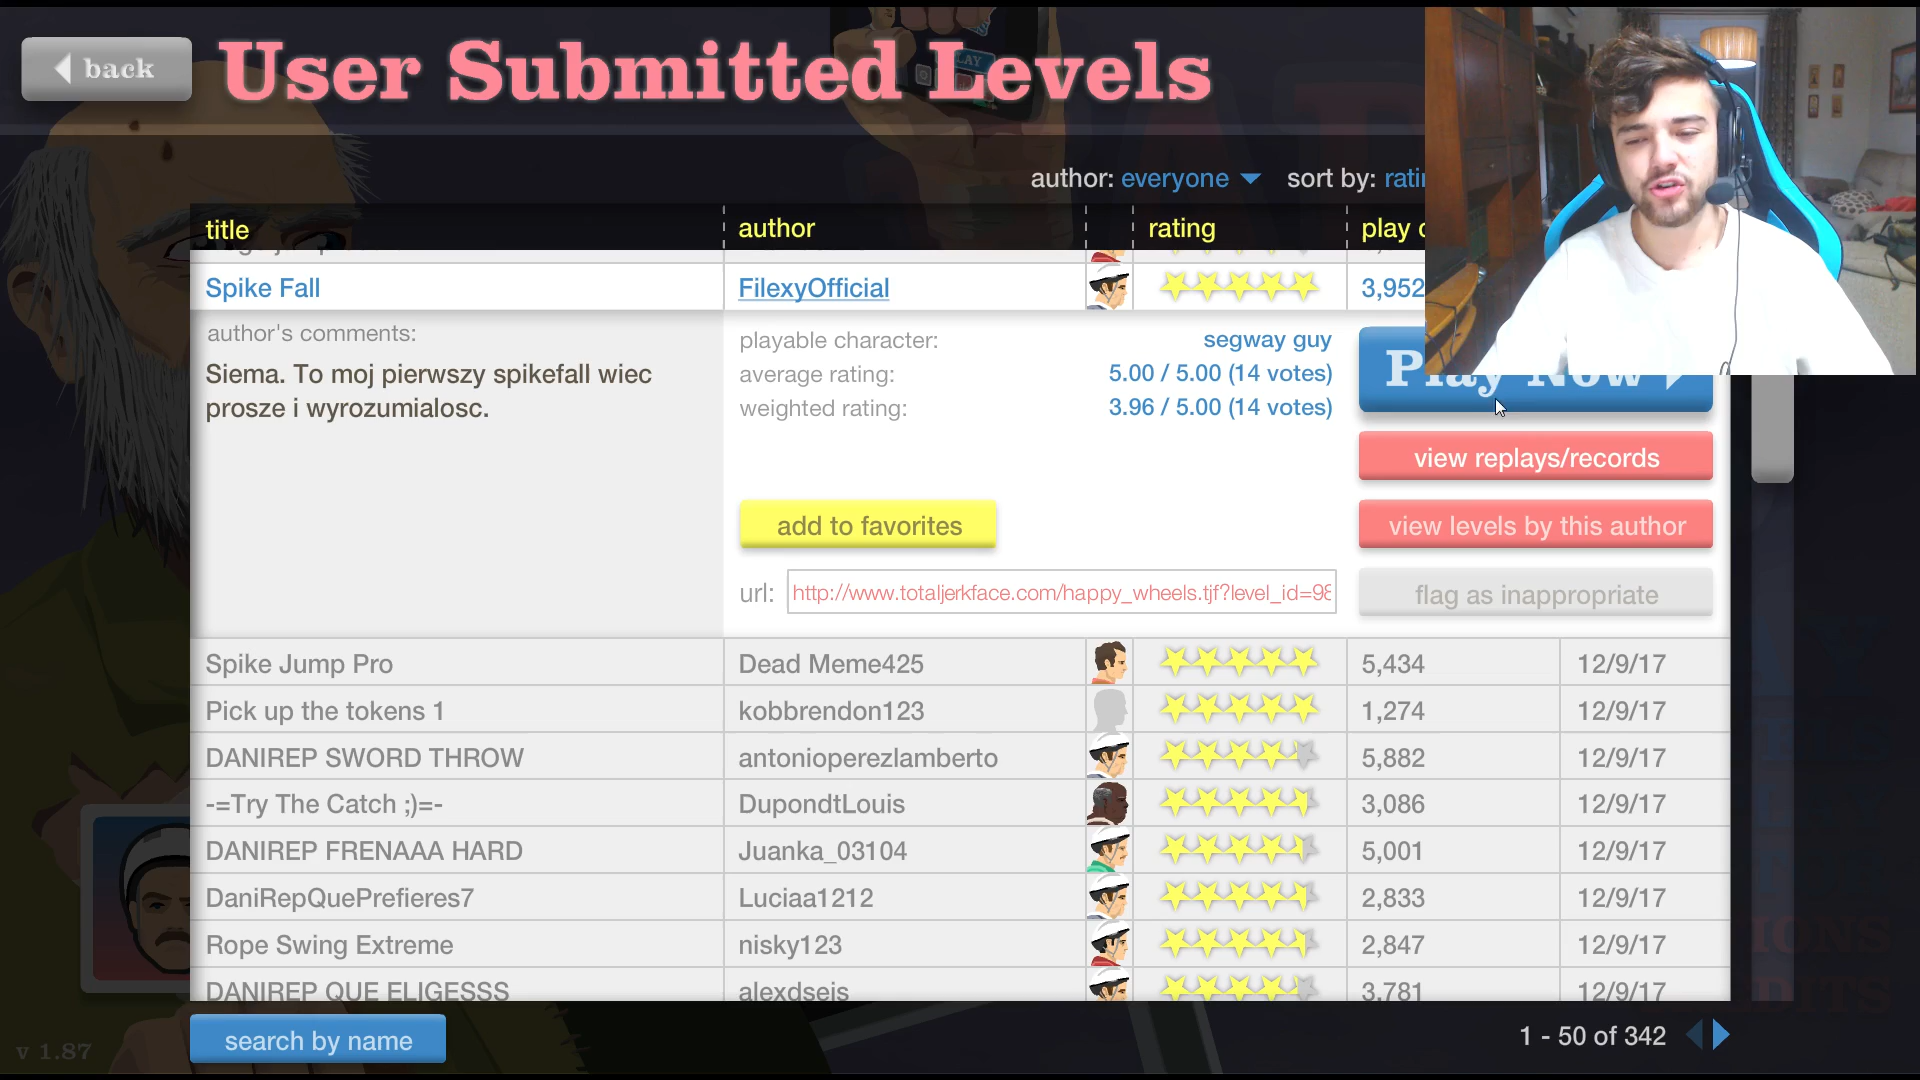 back
User Submitted Levels
author: everyone
sort by:
title
author
rating
play
Spike Fall
FilexyOfficial
3,952
author's comments:
Siema. To moj pierwszy spikefall wiec
prosze i wyrozumialosc.
playable character:
segway guy
average rating:
5.00 / 5.00 (14 votes)
weighted rating:
3.96 / 5.00 (14 votes)
Play Now
view replays/records
add to favorites
view levels by this author
url:
http://www.totaljerkface.com/happy_wheels.tjf?level_id=98
flag as inappropriate
Spike Jump Pro
Dead Meme425
5,434
12/9/17
Pick up the tokens 1
kobbrendon123
1,274
12/9/17
DANIREP SWORD THROW
antonioperezlamberto
5,882
12/9/17
-=Try The Catch ;)=-
DupondtLouis
3,086
12/9/17
DANIREP FRENAAA HARD
Juanka_03104
5,001
12/9/17
DaniRepQuePrefieres7
Luciaa1212
2,833
12/9/17
Rope Swing Extreme
nisky123
2,847
12/9/17
DANIREP QUE ELIGESSS
alexdsejs
3,781
12/9/17
search by name
1 - 50 of 342
v 1.87